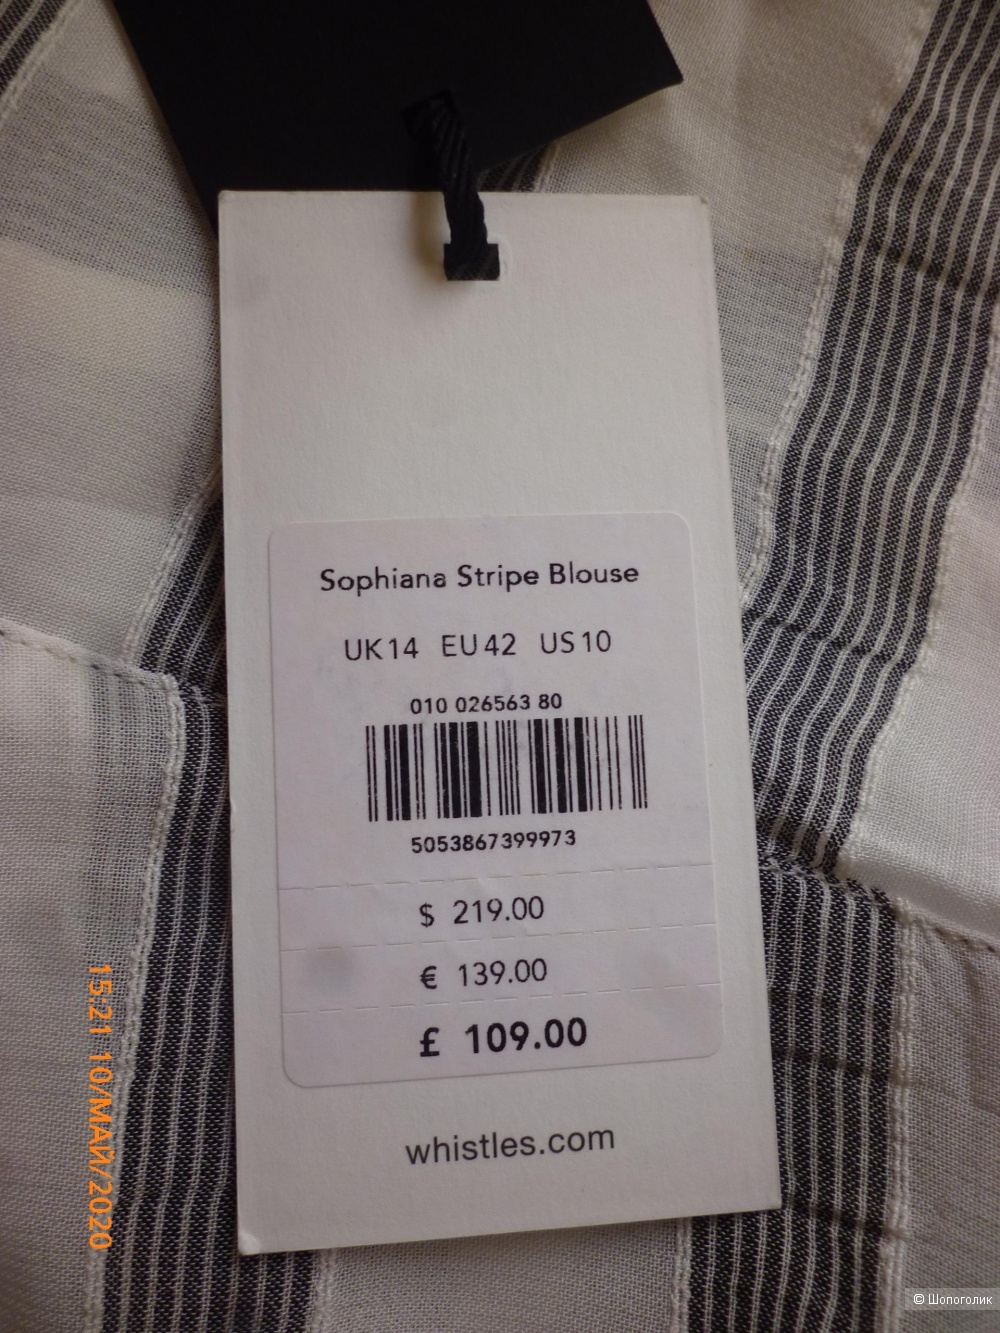 Sophiana Stripe Blouse
UK14 EU42 US10
010 026563 80
5053867399973
$ 219.00
€ 139.00
£ 109.00
whistles.com
15:21 10/МАЙ/2020
© Шопоголик